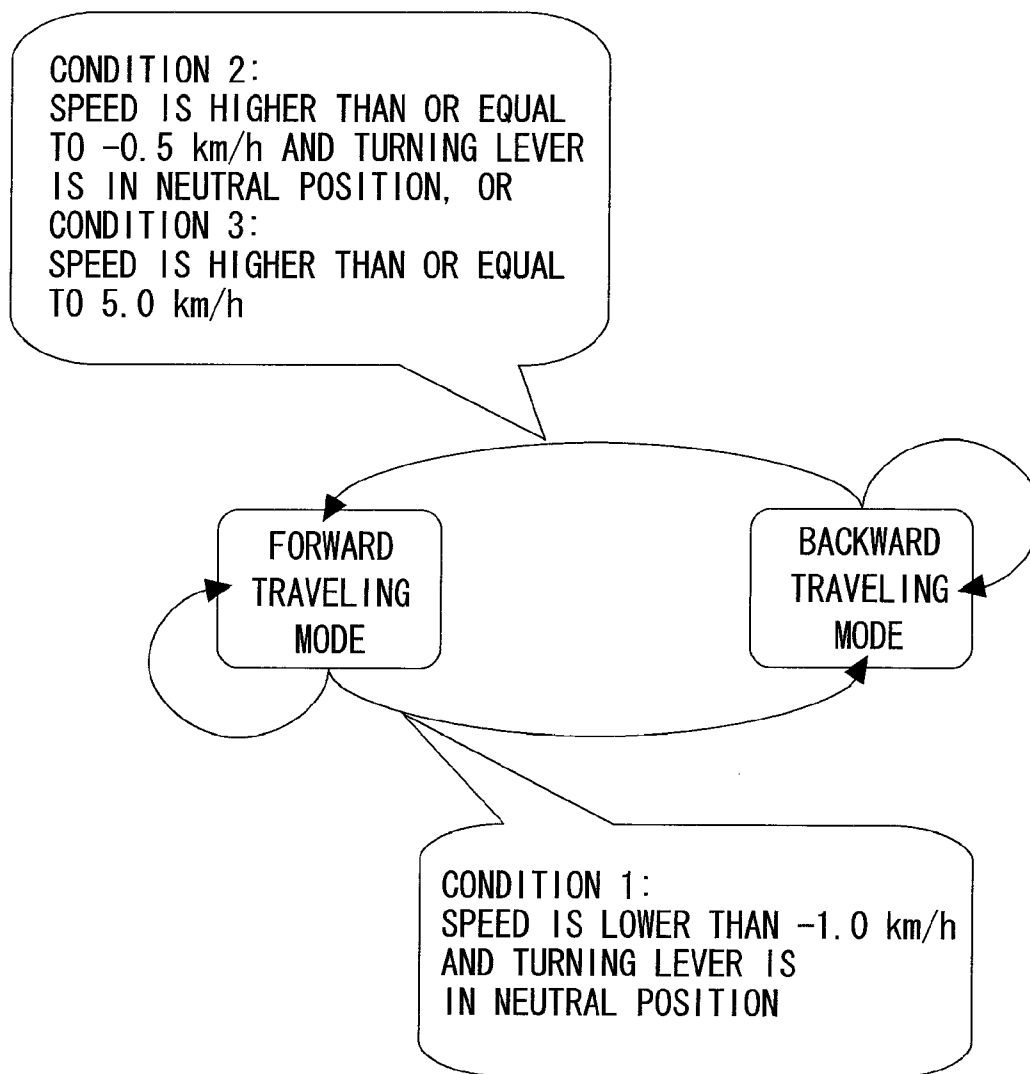 CONDITION 2:
SPEED IS HIGHER THAN OR EQUAL
TO -0.5 km/h AND TURNING LEVER
IS IN NEUTRAL POSITION, OR
CONDITION 3:
SPEED IS HIGHER THAN OR EQUAL
TO 5.0 km/h
FORWARD
TRAVELING
MODE
BACKWARD
TRAVELING
MODE
CONDITION 1:
SPEED IS LOWER THAN -1.0 km/h
AND TURNING LEVER IS
IN NEUTRAL POSITION